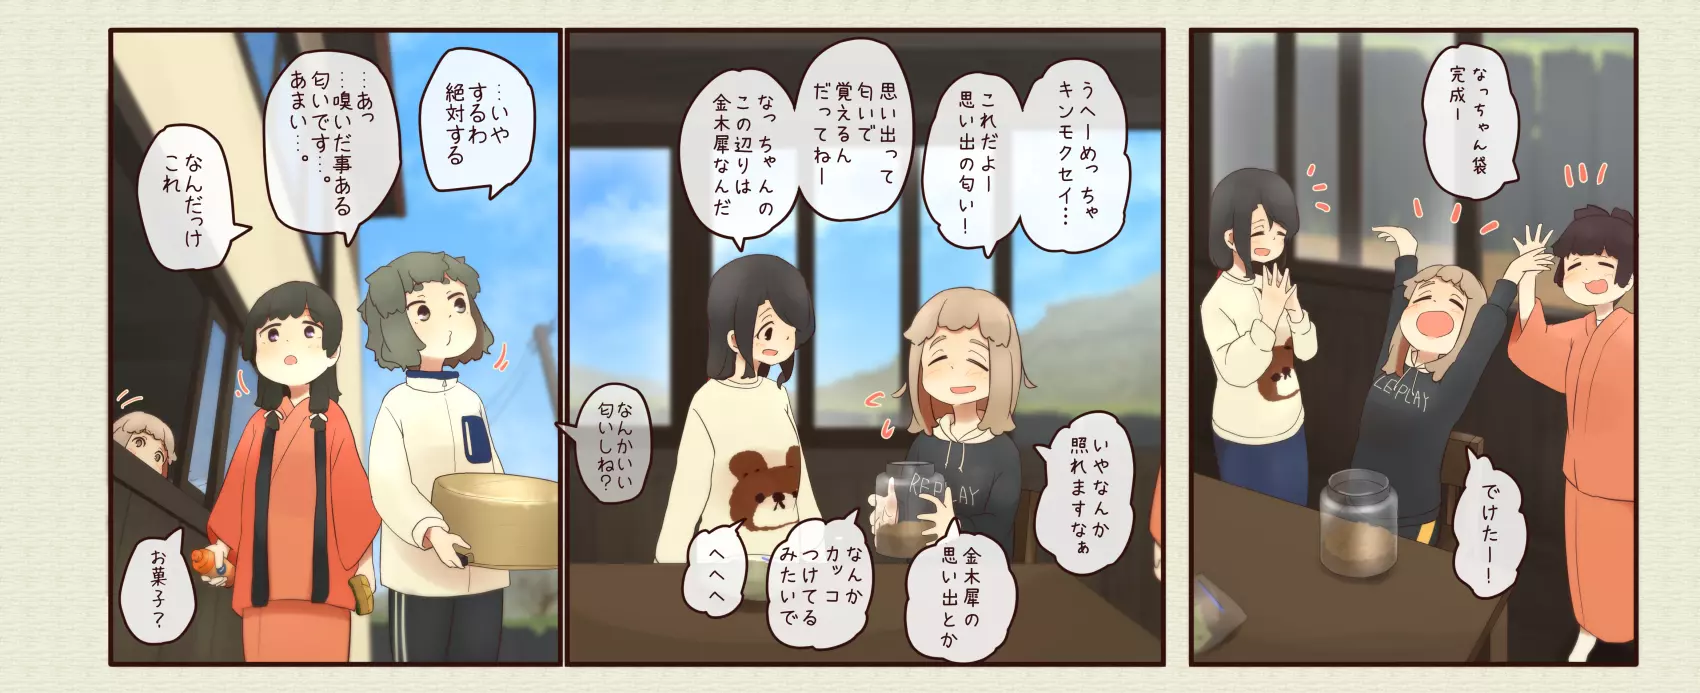 なっちゃん袋
完成ー
でけたー！
REPLAY
うへーめっちゃ
キンモクセイ…
これだよー
思い出の匂い！
思い出って
匂いで
覚えるん
だってねー
なっちゃんの
この辺りは
金木犀なんだ
いやなんか
照れますなぁ
金木犀の
思い出とか
なんか
カッコ
つけてる
みたいで
へへへ
REPLAY
なんかいい
匂いしね？
…いや
するわ
絶対する
…あっ
…嗅いだ事ある
匂いです…。
あまい…。
なんだっけ
これ
お菓子？